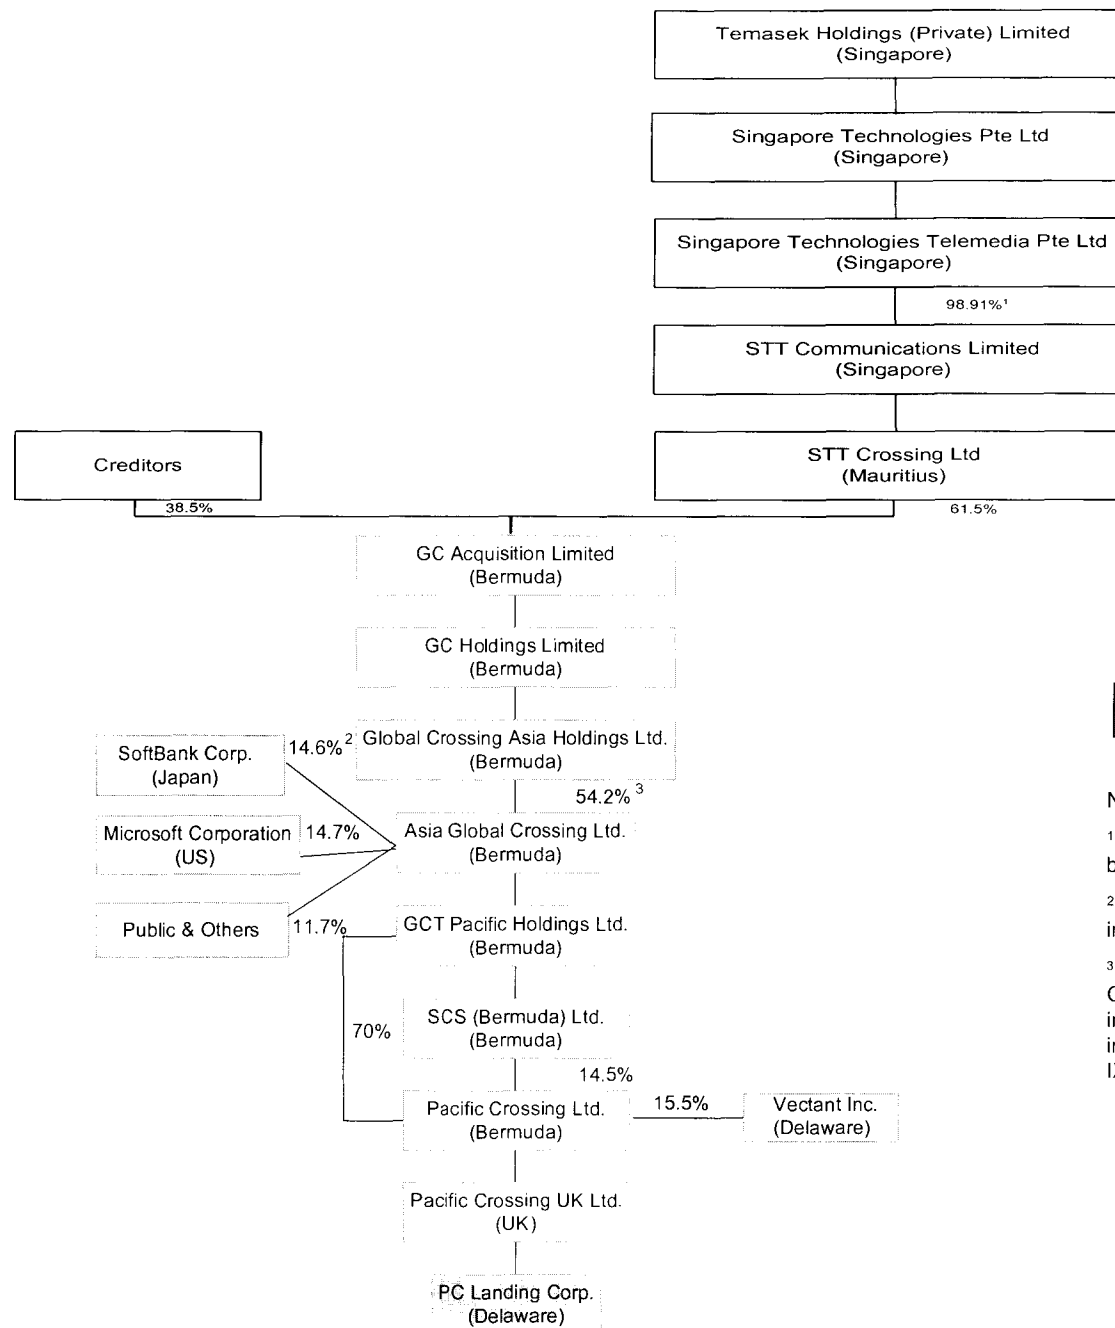 Temasek Holdings (Private) Limited
(Singapore)
Singapore Technologies Pte Ltd
(Singapore)
Singapore Technologies Telemedia Pte Ltd
(Singapore)
98.91%¹
STT Communications Limited
(Singapore)
Creditors
STT Crossing Ltd
(Mauritius)
38.5%
61.5%
GC Acquisition Limited
(Bermuda)
GC Holdings Limited
(Bermuda)
SoftBank Corp.
(Japan)
14.6% ²
Global Crossing Asia Holdings Ltd.
(Bermuda)
54.2% ³
Microsoft Corporation
(US)
14.7%
Asia Global Crossing Ltd.
(Bermuda)
Public & Others
11.7%
GCT Pacific Holdings Ltd.
(Bermuda)
70%
SCS (Bermuda) Ltd.
(Bermuda)
14.5%
Pacific Crossing Ltd.
(Bermuda)
15.5%
Vectant Inc.
(Delaware)
Pacific Crossing UK Ltd.
(UK)
PC Landing Corp.
(Delaware)
N
1
b
2
in
3